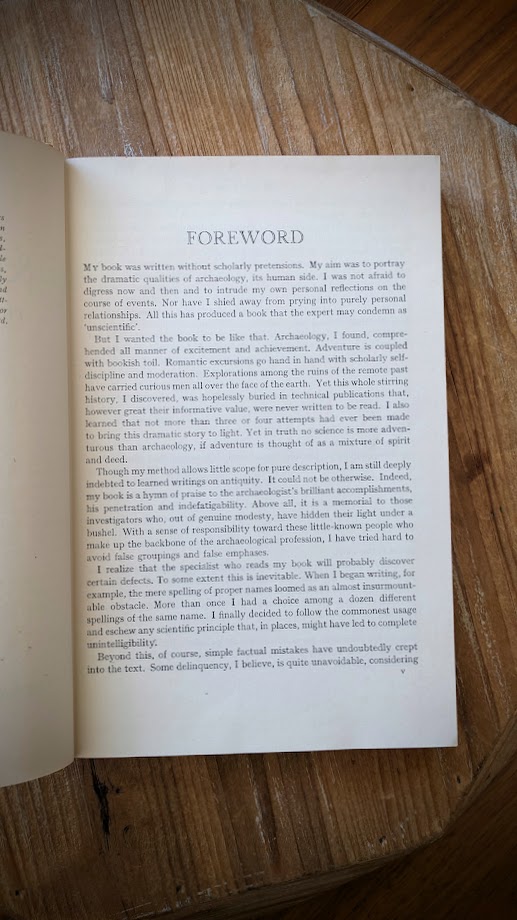 FOREWORD
My book was written without scholarly pretensions. My aim was to portray
the dramatic qualities of archaeology, its human side. I was not afraid to
digress now and then and to intrude my own personal reflections on the
course of events. Nor have I shied away from prying into purely personal
relationships. All this has produced a book that the expert may condemn as
‘unscientific’.
But I wanted the book to be like that. Archaeology, I found, compre-
hended all manner of excitement and achievement. Adventure is coupled
with bookish toil. Romantic excursions go hand in hand with scholarly self-
discipline and moderation. Explorations among the ruins of the remote past
have carried curious men all over the face of the earth. Yet this whole stirring
history, I discovered, was hopelessly buried in technical publications that,
however great their informative value, were never written to be read. I also
learned that not more than three or four attempts had ever been made
to bring this dramatic story to light. Yet in truth no science is more adven-
turous than archaeology, if adventure is thought of as a mixture of spirit
and deed.
Though my method allows little scope for pure description, I am still deeply
indebted to learned writings on antiquity. It could not be otherwise. Indeed,
my book is a hymn of praise to the archaeologist's brilliant accomplishments,
his penetration and indefatigability. Above all, it is a memorial to those
investigators who, out of genuine modesty, have hidden their light under a
bushel. With a sense of responsibility toward these little-known people who
make up the backbone of the archaeological profession, I have tried hard to
avoid false groupings and false emphases.
I realize that the specialist who reads my book will probably discover
certain defects. To some extent this is inevitable. When I began writing, for
example, the mere spelling of proper names loomed as an almost insurmount-
able obstacle. More than once I had a choice among a dozen different
spellings of the same name. I finally decided to follow the commonest usage
and eschew any scientific principle that, in places, might have led to complete
unintelligibility.
Beyond this, of course, simple factual mistakes have undoubtedly crept
into the text. Some delinquency, I believe, is quite unavoidable, considering
v